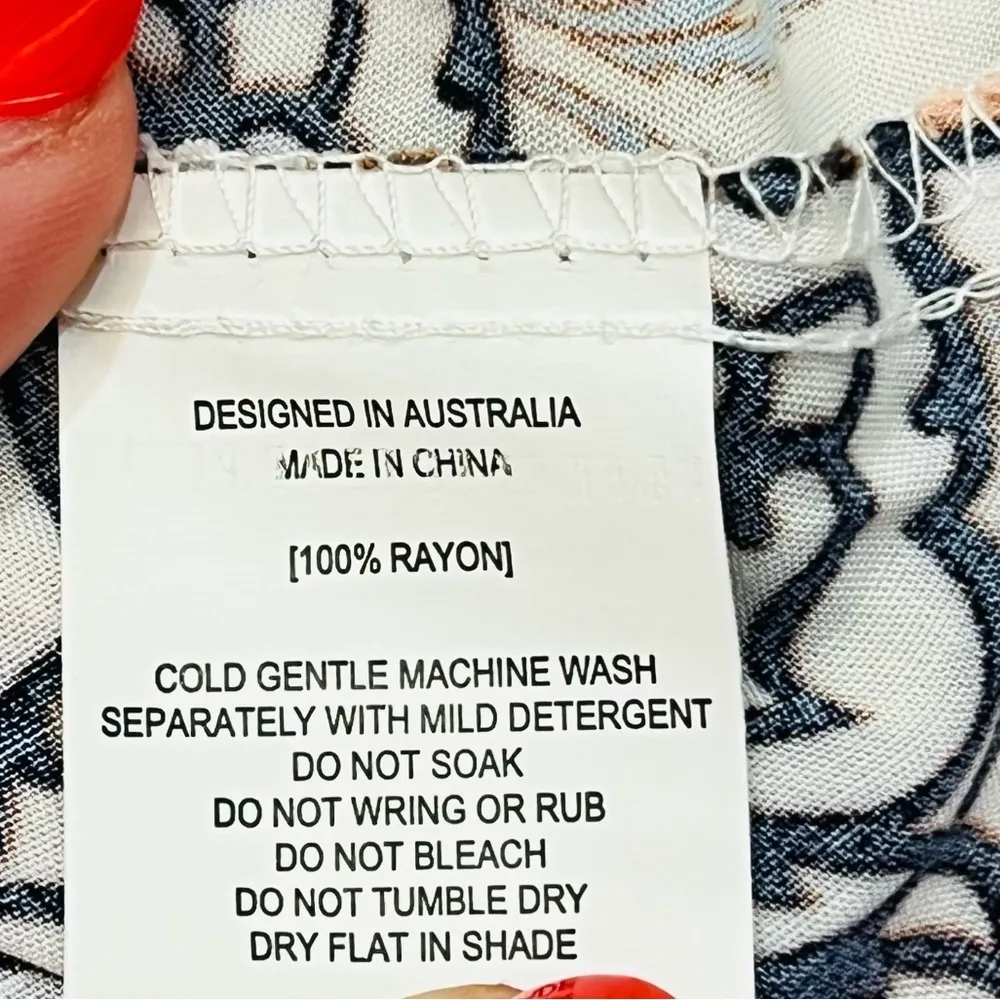 DESIGNED IN AUSTRALIA
MADE IN CHINA
[100% RAYON]
COLD GENTLE MACHINE WASH
SEPARATELY WITH MILD DETERGENT
DO NOT SOAK
DO NOT WRING OR RUB
DO NOT BLEACH
DO NOT TUMBLE DRY
DRY FLAT IN SHADE